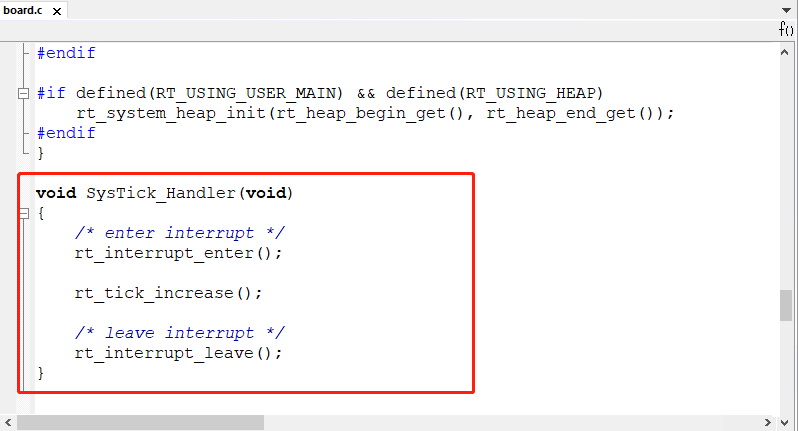 board.c
f()
#endif
#if defined(RT_USING_USER_MAIN) && defined(RT_USING_HEAP)
    rt_system_heap_init(rt_heap_begin_get(), rt_heap_end_get());
#endif
}
void SysTick_Handler(void)
{
    /* enter interrupt */
    rt_interrupt_enter();
    rt_tick_increase();
    /* leave interrupt */
    rt_interrupt_leave();
}